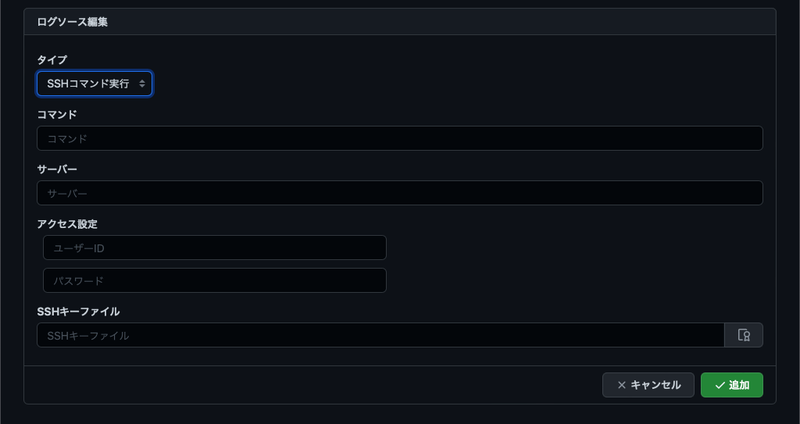 ログソース編集
タイプ
SSHコマンド実行
コマンド
コマンド
サーバー
サーバー
アクセス設定
ユーザーID
パスワード
SSHキーファイル
SSHキーファイル
キャンセル
追加